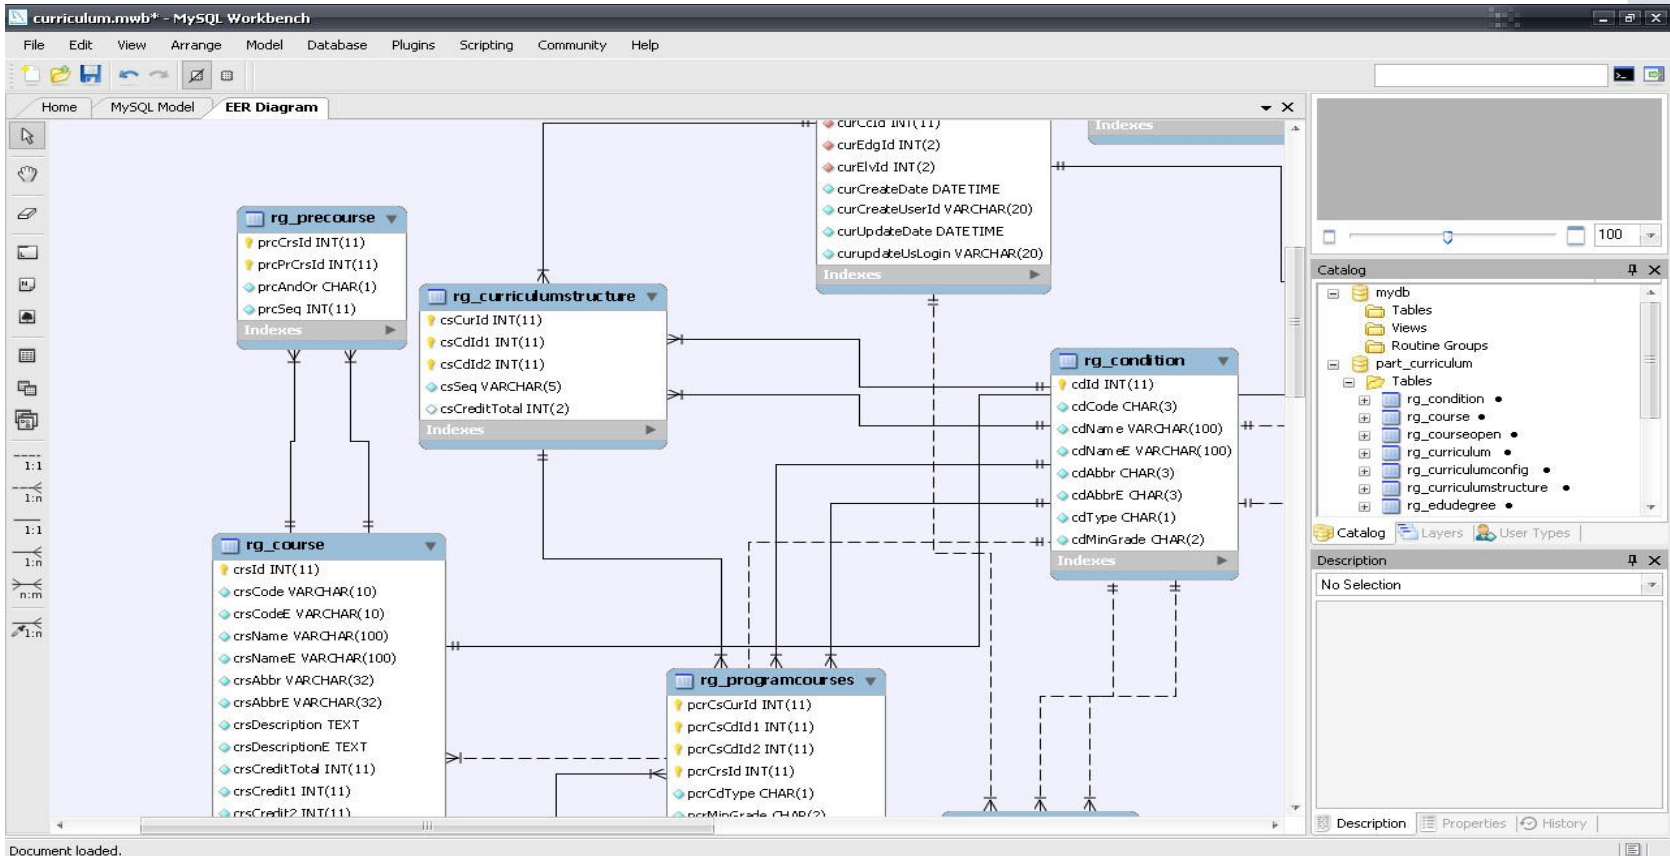 curriculum.mwb* - MySQL Workbench
File Edit View Arrange Model Database Plugins Scripting Community Help
Home MySQL Model EER Diagram
curCcId INT(11)
curEdgId INT(2)
curElvId INT(2)
curCreateDate DATETIME
curCreateUserId VARCHAR(20)
curUpdateDate DATETIME
curupdateUsLogin VARCHAR(20)
Indexes
Indexes
rg_precourse
prcCrsId INT(11)
prcPrCrsId INT(11)
prcAndOr CHAR(1)
prcSeq INT(11)
Indexes
rg_curriculumstructure
csCurId INT(11)
csCdId1 INT(11)
csCdId2 INT(11)
csSeq VARCHAR(5)
csCreditTotal INT(2)
Indexes
rg_condition
cdId INT(11)
cdCode CHAR(3)
cdName VARCHAR(100)
cdNameE VARCHAR(100)
cdAbbr CHAR(3)
cdAbbrE CHAR(3)
cdType CHAR(1)
cdMinGrade CHAR(2)
Indexes
rg_course
crsId INT(11)
crsCode VARCHAR(10)
crsCodeE VARCHAR(10)
crsName VARCHAR(100)
crsNameE VARCHAR(100)
crsAbbr VARCHAR(32)
crsAbbrE VARCHAR(32)
crsDescription TEXT
crsDescriptionE TEXT
crsCreditTotal INT(11)
crsCredit1 INT(11)
crsCredit2 INT(11)
rg_programcourses
pcrCsCurId INT(11)
pcrCsCdId1 INT(11)
pcrCsCdId2 INT(11)
pcrCrsId INT(11)
pcrCdType CHAR(1)
pcrMinGrade CHAR(2)
1:1
1:n
1:1
1:n
n:m
1:n
100
Catalog
mydb
Tables
Views
Routine Groups
part_curriculum
Tables
rg_condition
rg_course
rg_courseopen
rg_curriculum
rg_curriculumconfig
rg_curriculumstructure
rg_edudegree
Catalog Layers User Types
Description
No Selection
Description Properties History
Document loaded.